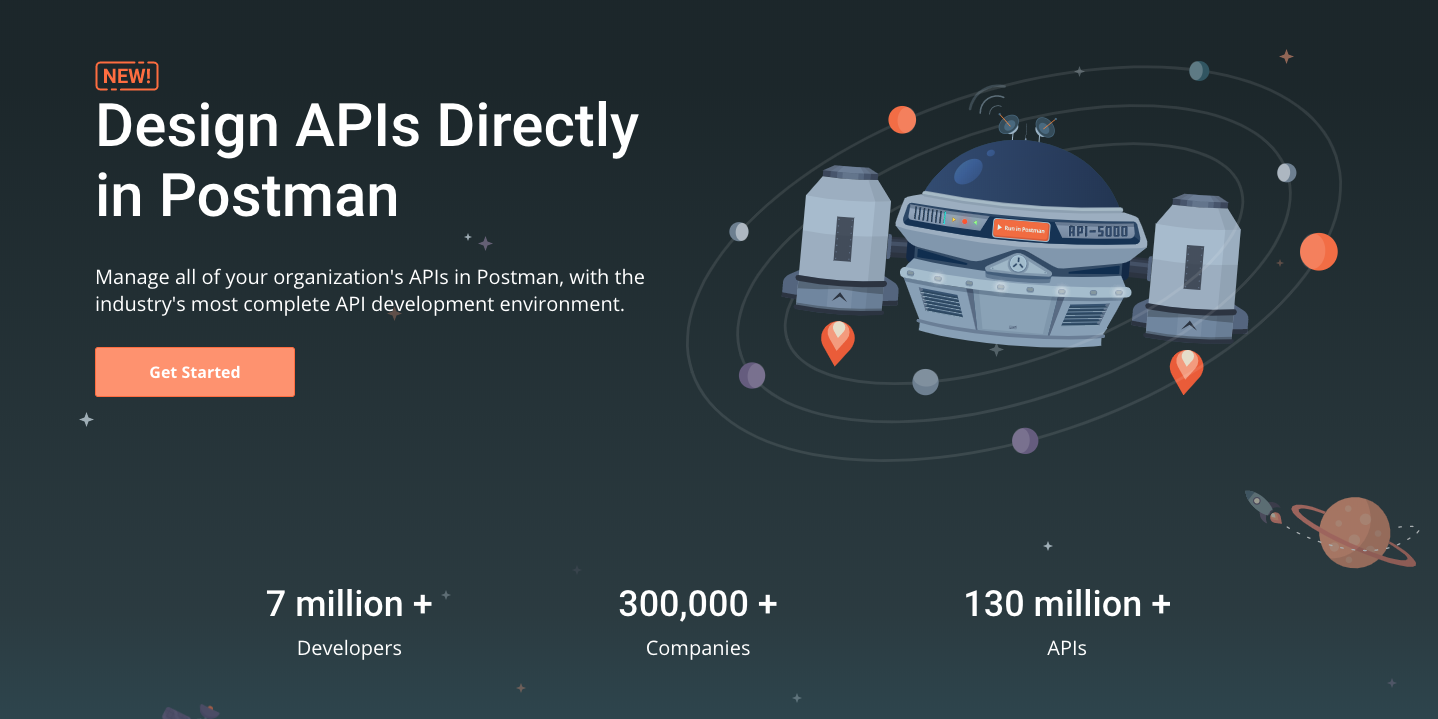 NEW!
Design APIs Directly
in Postman
Manage all of your organization's APIs in Postman, with the
industry's most complete API development environment.
Get Started
Run in Postman
API-5000
7 million +
300,000 +
130 million +
Developers
Companies
APIs